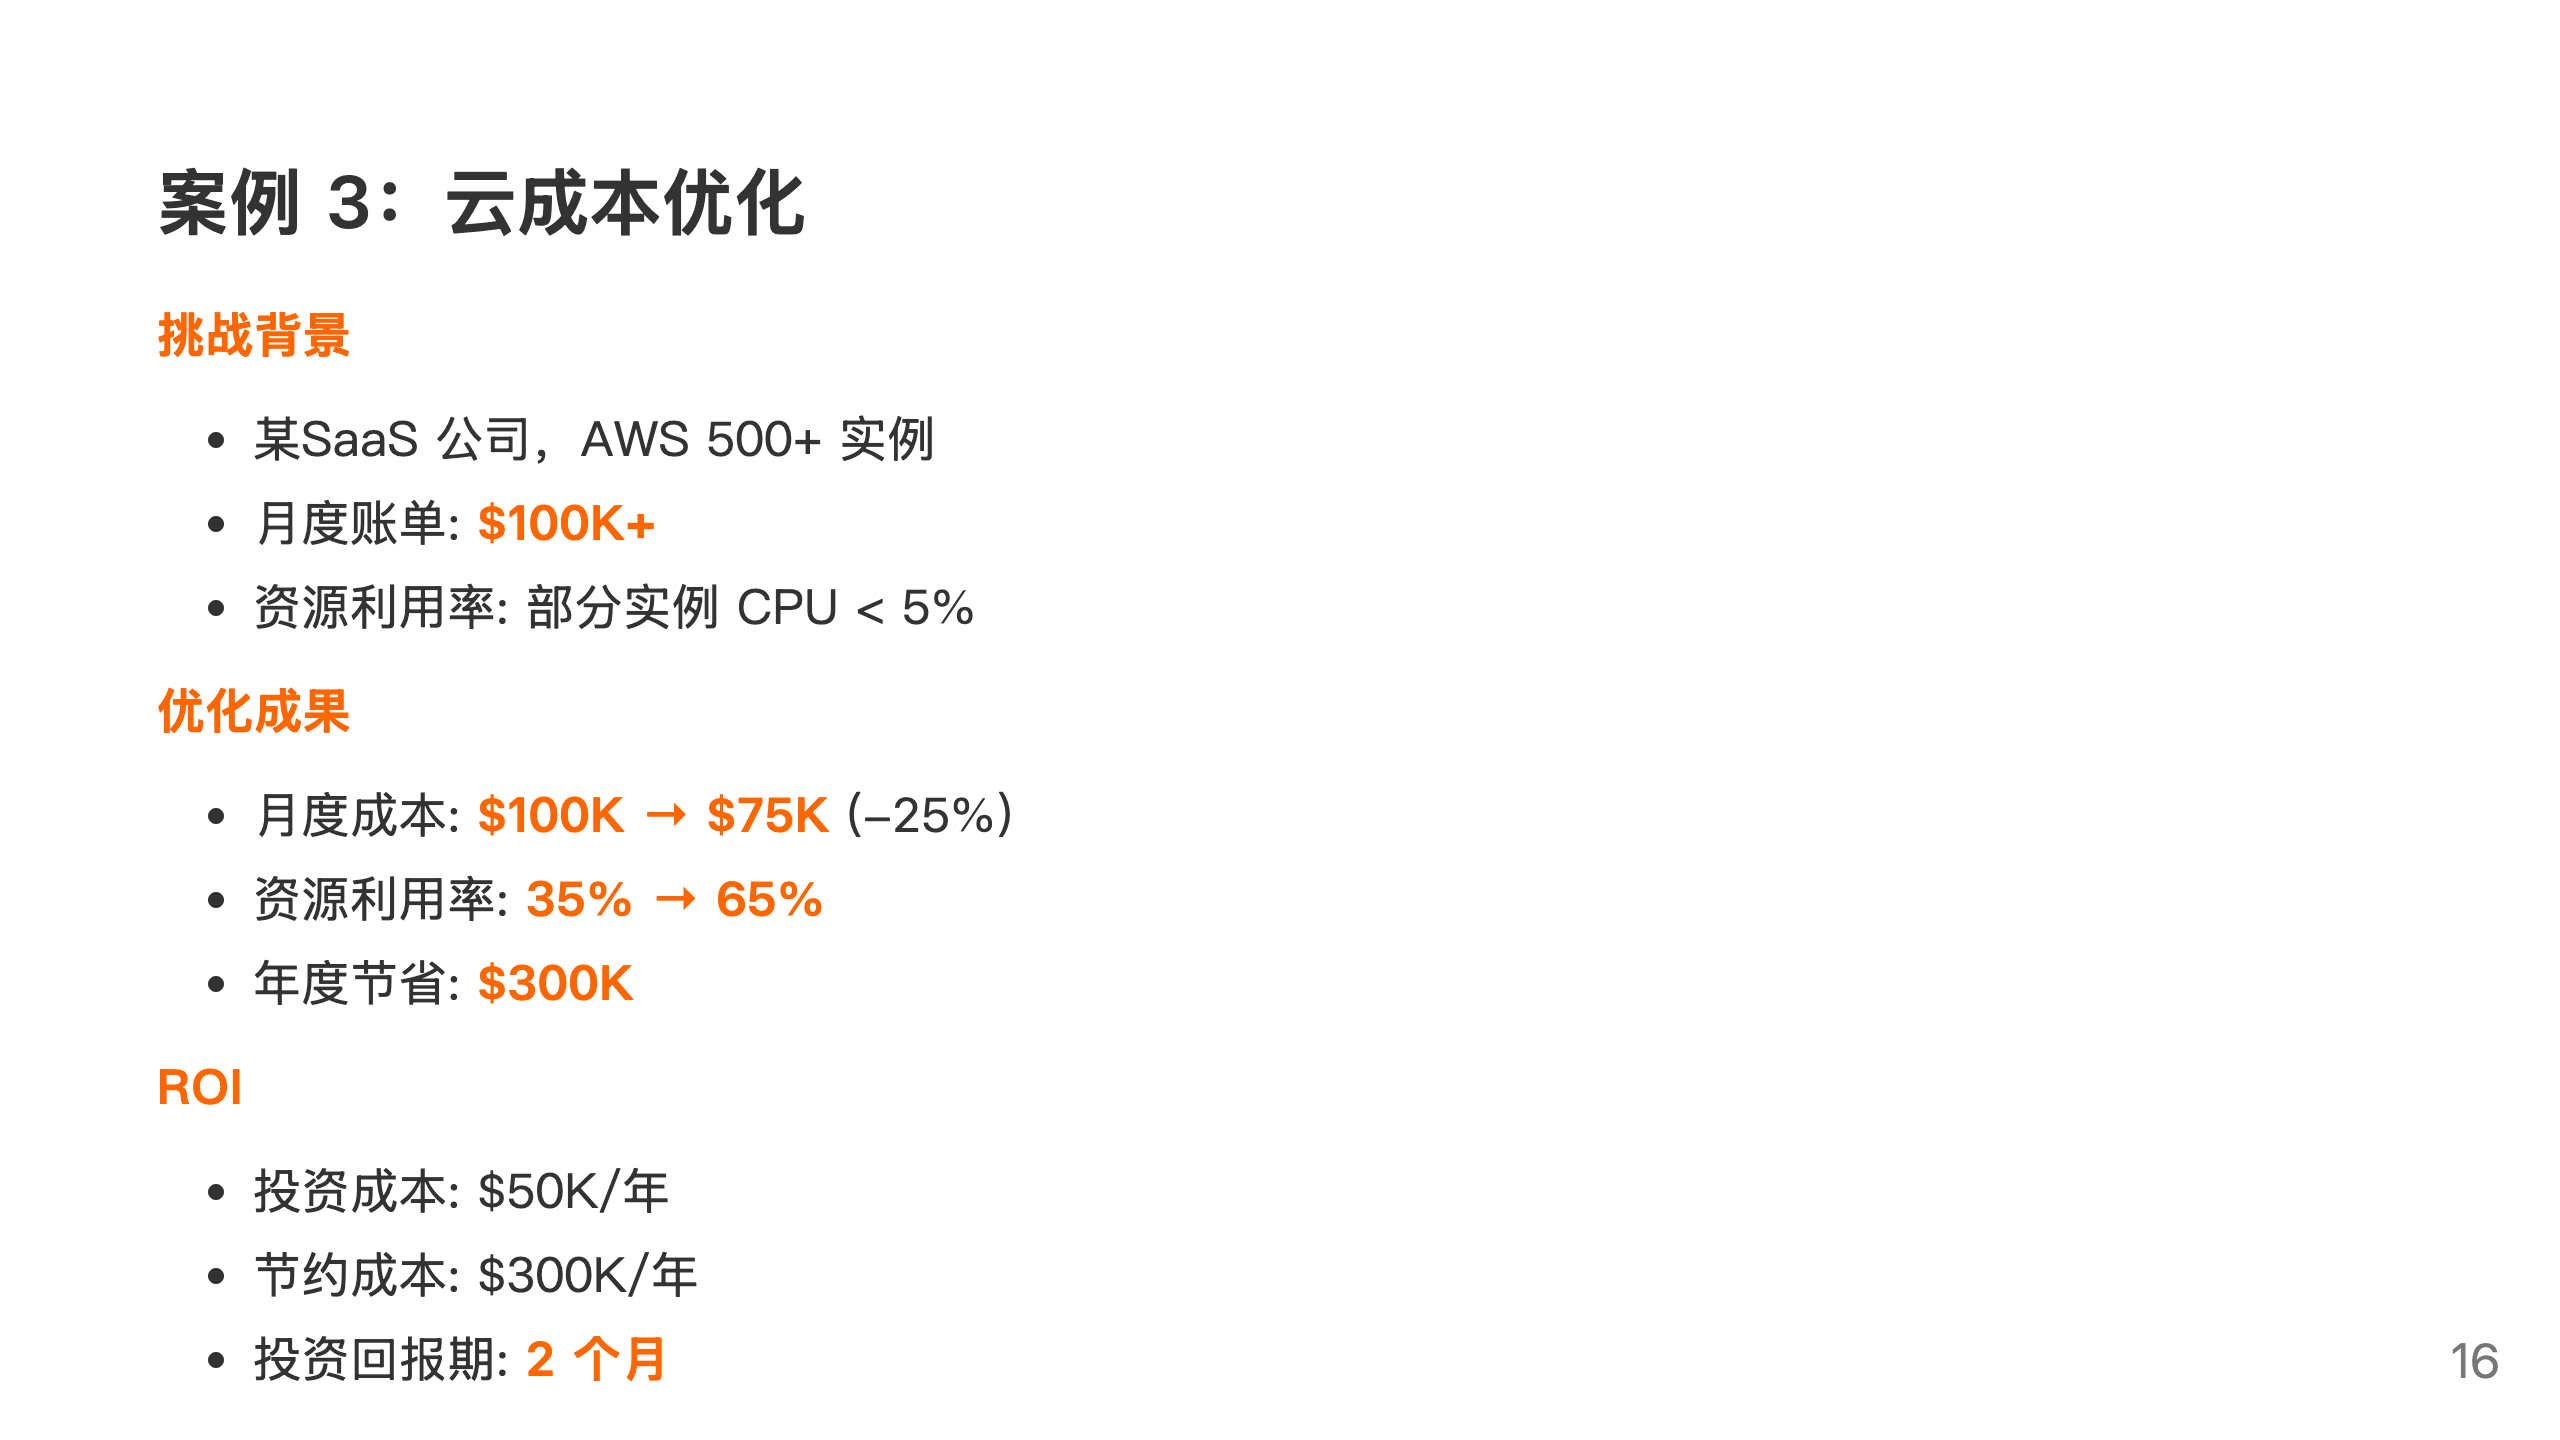 案例 3：云成本优化
挑战背景
• 某SaaS 公司，AWS 500+ 实例
• 月度账单: $100K+
• 资源利用率: 部分实例 CPU < 5%
优化成果
• 月度成本: $100K → $75K (-25%)
• 资源利用率: 35% → 65%
• 年度节省: $300K
ROI
• 投资成本: $50K/年
• 节约成本: $300K/年
• 投资回报期: 2 个月
16